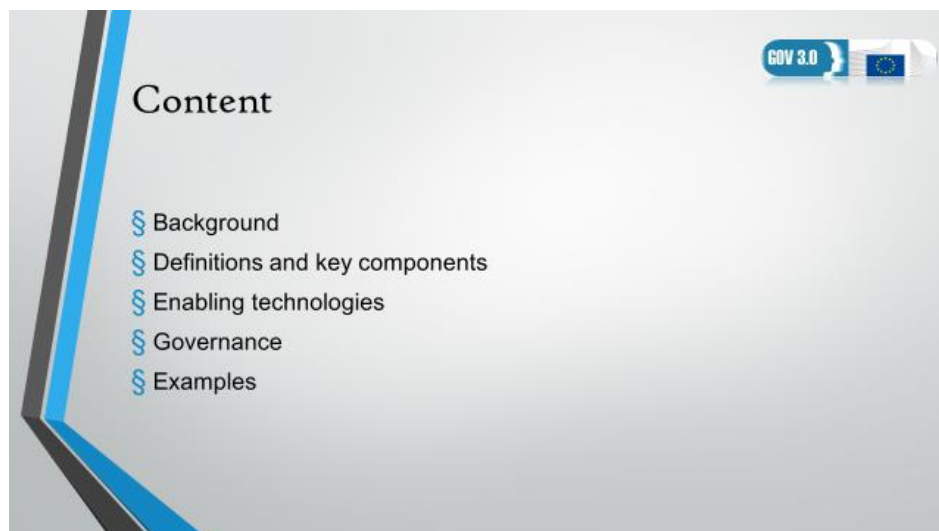 GOV 3.0
Content
§ Background
§ Definitions and key components
§ Enabling technologies
§ Governance
§ Examples